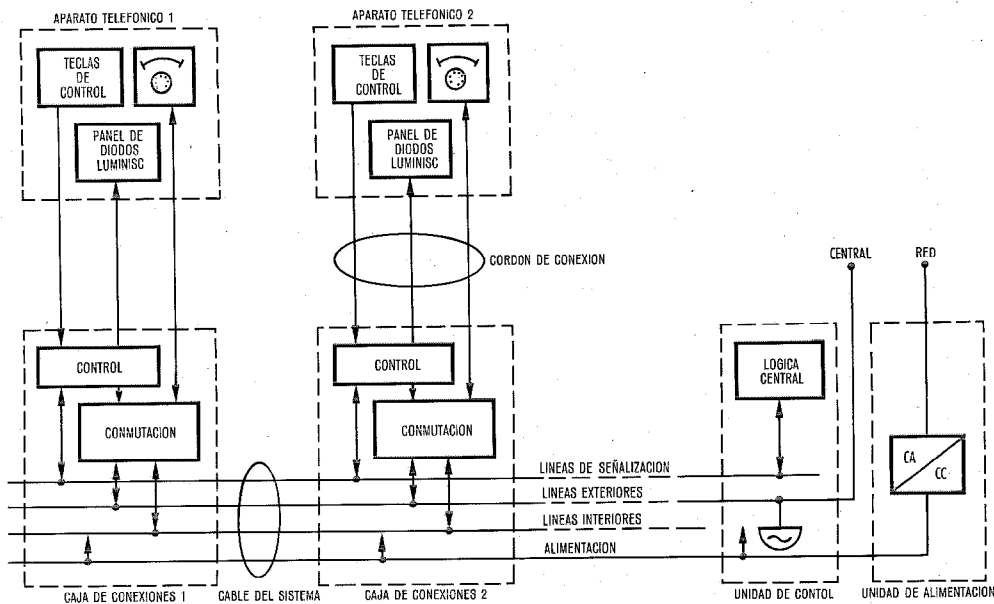 APARATO TELEFONICO 1
APARATO TELEFONICO 2
TECLAS
DE
CONTROL
PANEL DE
DIODOS
LUMINISC
TECLAS
DE
CONTROL
PANEL DE
DIODOS
LUMINISC
CORDON DE CONEXION
CENTRAL
RED
CONTROL
CONMUTACION
CONTROL
CONMUTACION
LOGICA
CENTRAL
CA
CC
LINEAS DE SEÑALIZACION
LINEAS EXTERIORES
LINEAS INTERIORES
ALIMENTACION
CAJA DE CONEXIONES 1
CABLE DEL SISTEMA
CAJA DE CONEXIONES 2
UNIDAD DE CONTOL
UNIDAD DE ALIMENTACION